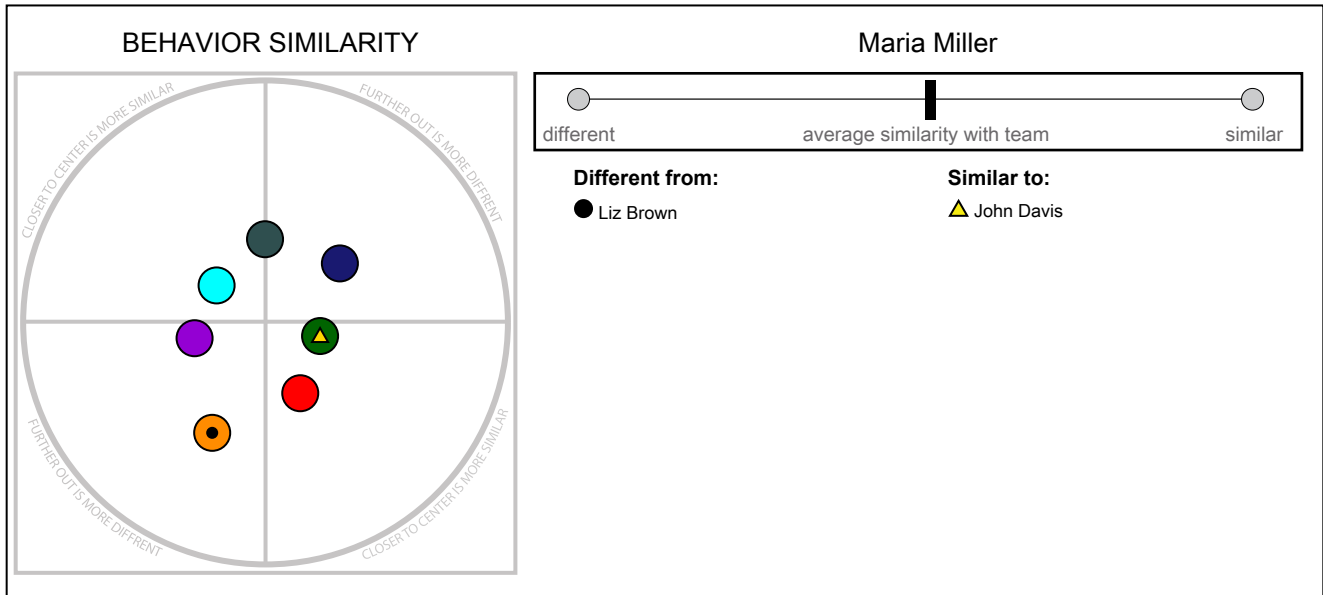 BEHAVIOR SIMILARITY
CLOSER TO CENTER IS MORE SIMILAR
FURTHER OUT IS MORE DIFFRENT
FURTHER OUT IS MORE DIFFRENT
CLOSER TO CENTER IS MORE SIMILAR
Maria Miller
different average similarity with team similar
Different from:
Liz Brown
Similar to:
John Davis